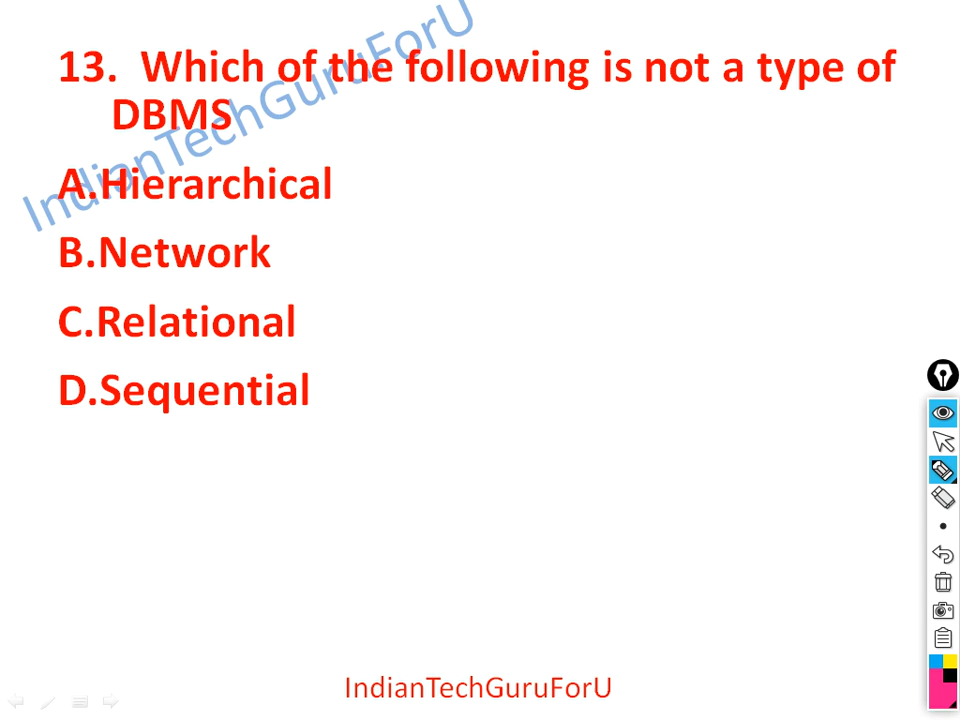 13. Which of the following is not a type of
DBMS
A.Hierarchical
B.Network
C.Relational
D.Sequential
IndianTechGuruForU
IndianTechGuruForU